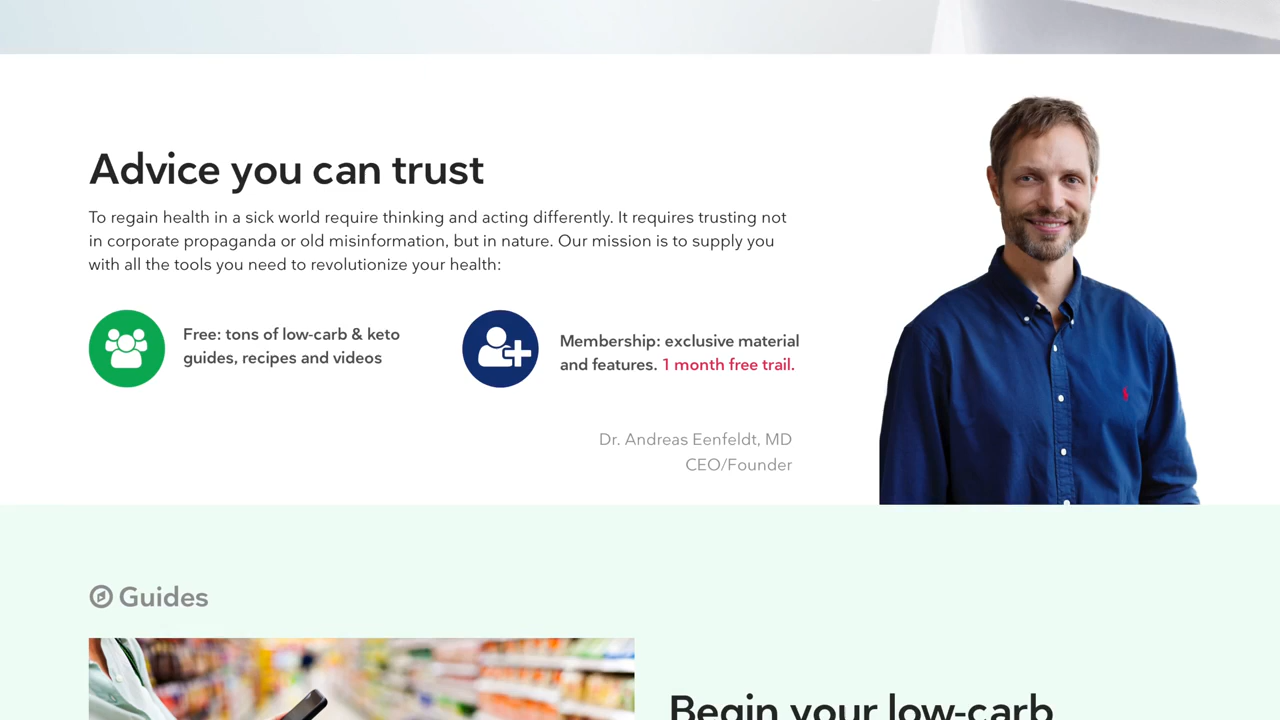 Advice you can trust
To regain health in a sick world require thinking and acting differently. It requires trusting not
in corporate propaganda or old misinformation, but in nature. Our mission is to supply you
with all the tools you need to revolutionize your health:
Free: tons of low-carb & keto
guides, recipes and videos
Membership: exclusive material
and features. 1 month free trail.
Dr. Andreas Eenfeldt, MD
CEO/Founder
Guides
Begin your low-carb